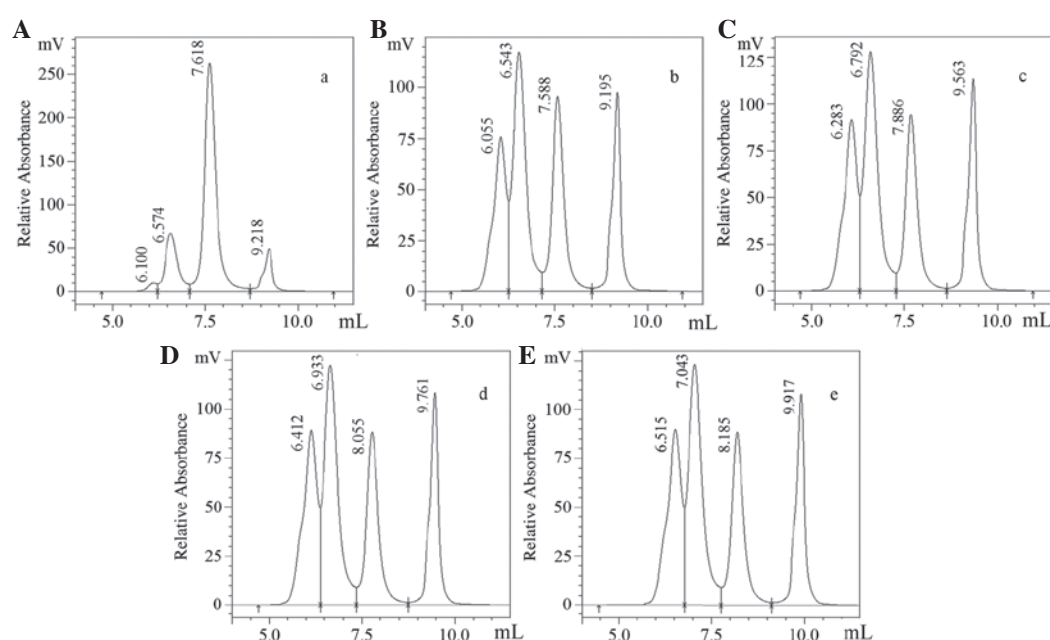 A
mV
a
250
200
150
100
50
0
Relative Absorbance
6.100
6.574
7.618
9.218
5.0 7.5 10.0 mL
B
mV
b
100
75
50
25
0
Relative Absorbance
6.055
6.543
7.588
9.195
5.0 7.5 10.0 mL
C
mV
c
125
100
75
50
25
0
Relative Absorbance
6.283
6.792
7.886
9.563
5.0 7.5 10.0 mL
D
mV
d
100
75
50
25
0
Relative Absorbance
6.412
6.933
8.055
9.761
5.0 7.5 10.0 mL
E
mV
e
100
75
50
25
0
Relative Absorbance
6.515
7.043
8.185
9.917
5.0 7.5 10.0 mL